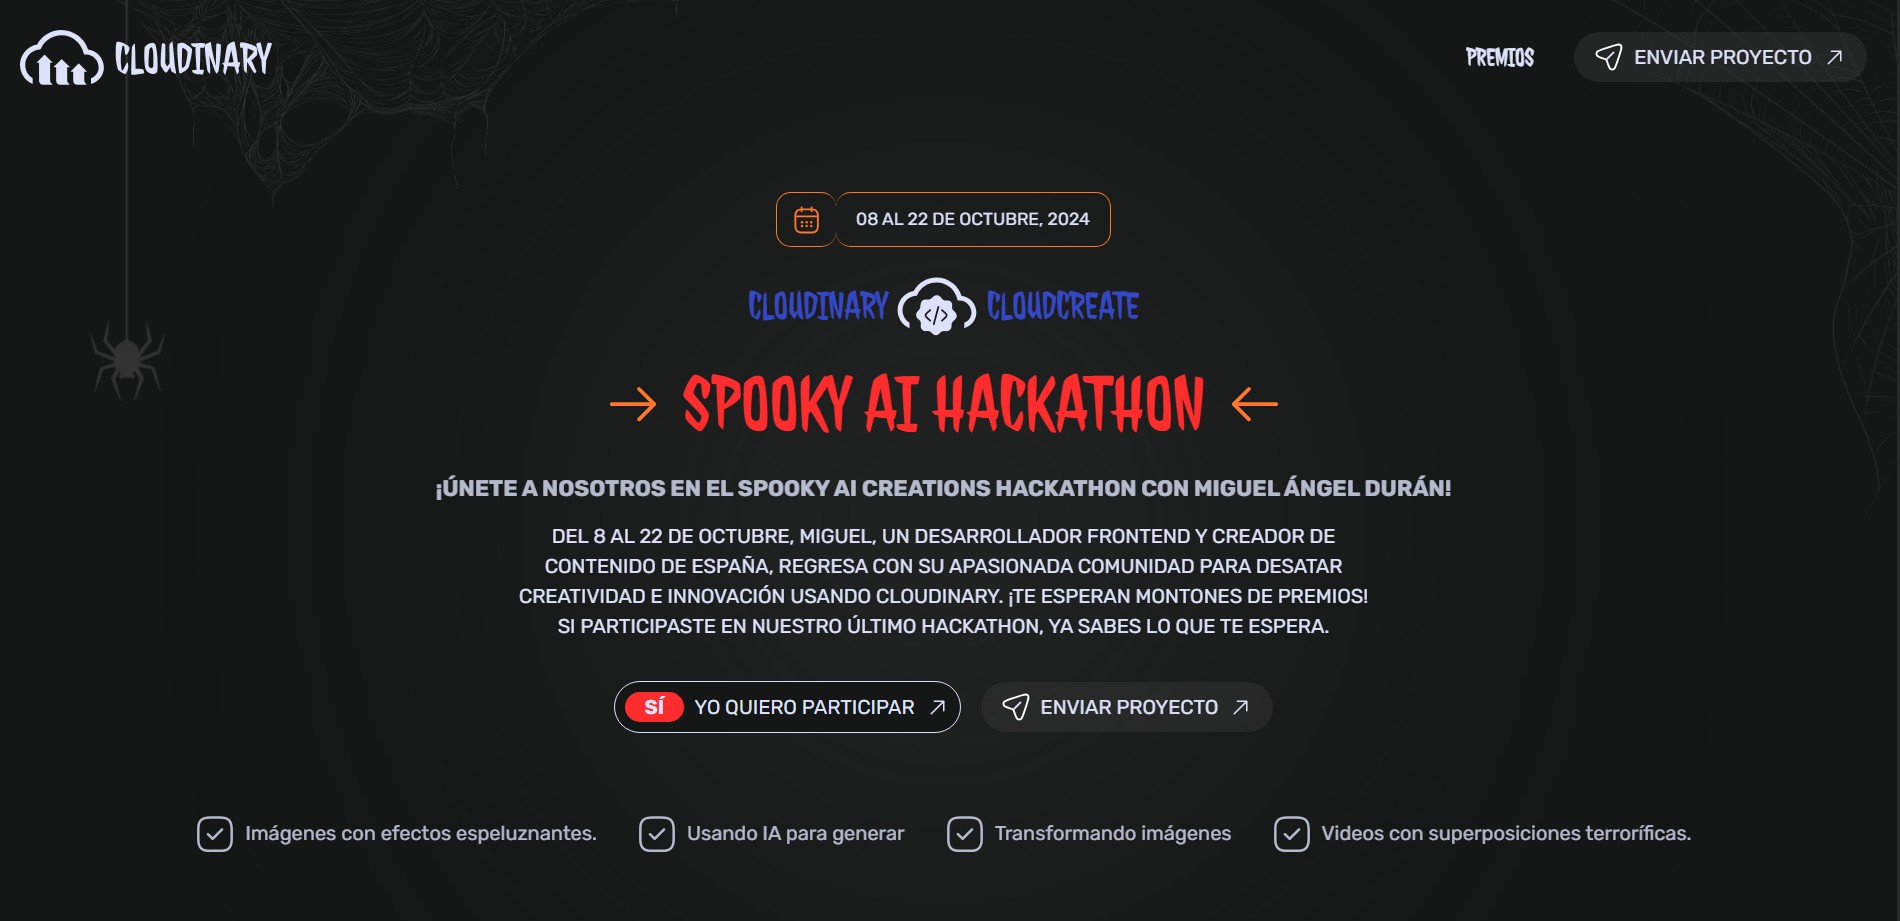 CLOUDINARY
PREMIOS
ENVIAR PROYECTO
08 AL 22 DE OCTUBRE, 2024
CLOUDINARY </> CLOUDCREATE
SPOOKY AI HACKATHON
¡ÚNETE A NOSOTROS EN EL SPOOKY AI CREATIONS HACKATHON CON MIGUEL ÁNGEL DURÁN!
DEL 8 AL 22 DE OCTUBRE, MIGUEL, UN DESARROLLADOR FRONTEND Y CREADOR DE
CONTENIDO DE ESPAÑA, REGRESA CON SU APASIONADA COMUNIDAD PARA DESATAR
CREATIVIDAD E INNOVACIÓN USANDO CLOUDINARY. ¡TE ESPERAN MONTONES DE PREMIOS!
SI PARTICIPASTE EN NUESTRO ÚLTIMO HACKATHON, YA SABES LO QUE TE ESPERA.
SÍ YO QUIERO PARTICIPAR
ENVIAR PROYECTO
Imágenes con efectos espeluznantes.
Usando IA para generar
Transformando imágenes
Videos con superposiciones terroríficas.